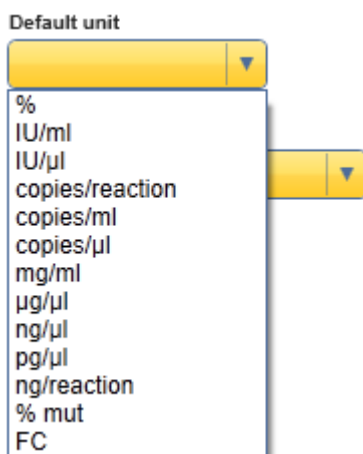 Default unit
%
IU/ml
IU/µl
copies/reaction
copies/ml
copies/µl
mg/ml
µg/µl
ng/µl
pg/µl
ng/reaction
% mut
FC